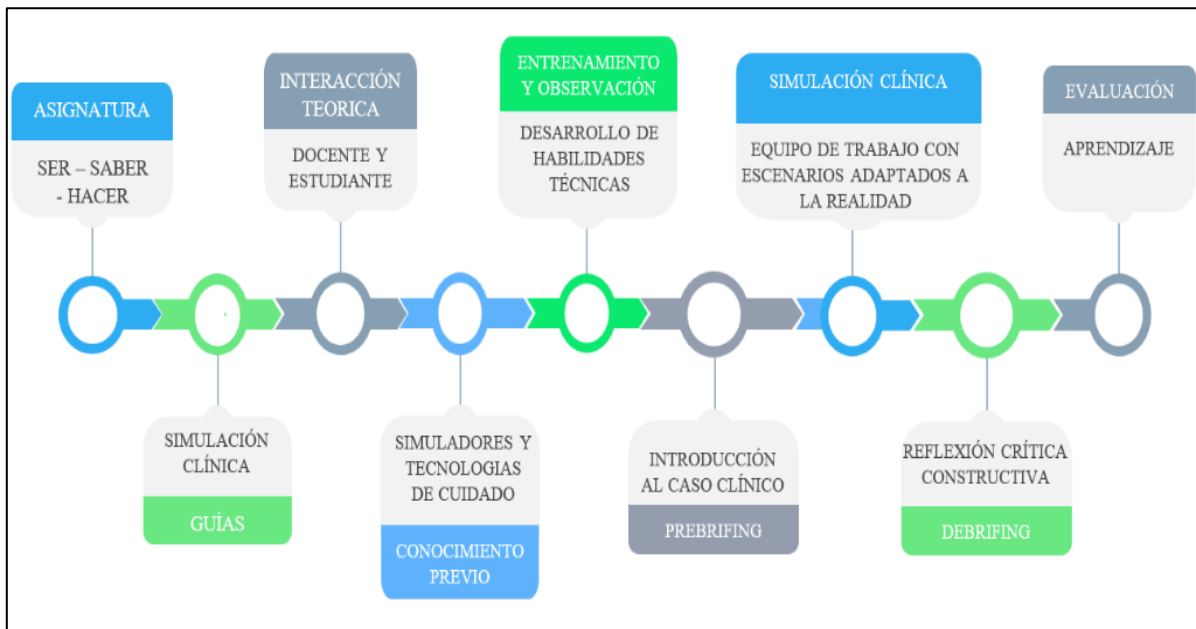 ASIGNATURA
SER – SABER
- HACER
SIMULACIÓN
CLÍNICA
GUÍAS
INTERACCIÓN
TEORICA
DOCENTE Y
ESTUDIANTE
SIMULADORES Y
TECNOLOGIAS
DE CUIDADO
CONOCIMIENTO
PREVIO
ENTRENAMIENTO
Y OBSERVACIÓN
DESARROLLO DE
HABILIDADES
TÉCNICAS
INTRODUCCIÓN
AL CASO CLÍNICO
PREBRIFING
SIMULACIÓN CLÍNICA
EQUIPO DE TRABAJO CON
ESCENARIOS ADAPTADOS A
LA REALIDAD
REFLEXIÓN CRÍTICA
CONSTRUCTIVA
DEBRIFING
EVALUACIÓN
APRENDIZAJE